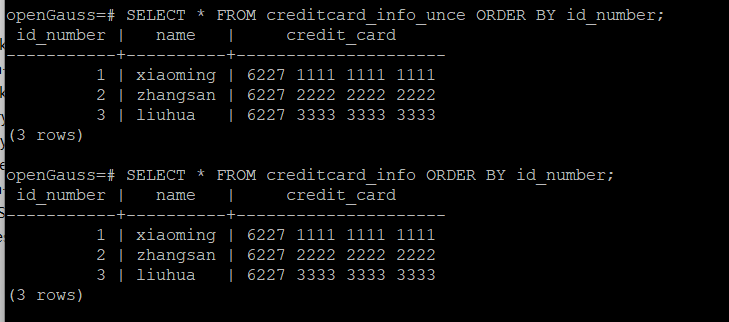 openGauss=# SELECT * FROM creditcard_info_unce ORDER BY id_number;
 id_number |   name   |     credit_card
-----------+----------+---------------------
         1 | xiaoming | 6227 1111 1111 1111
         2 | zhangsan | 6227 2222 2222 2222
         3 | liuhua   | 6227 3333 3333 3333
(3 rows)

openGauss=# SELECT * FROM creditcard_info ORDER BY id_number;
 id_number |   name   |     credit_card
-----------+----------+---------------------
         1 | xiaoming | 6227 1111 1111 1111
         2 | zhangsan | 6227 2222 2222 2222
         3 | liuhua   | 6227 3333 3333 3333
(3 rows)